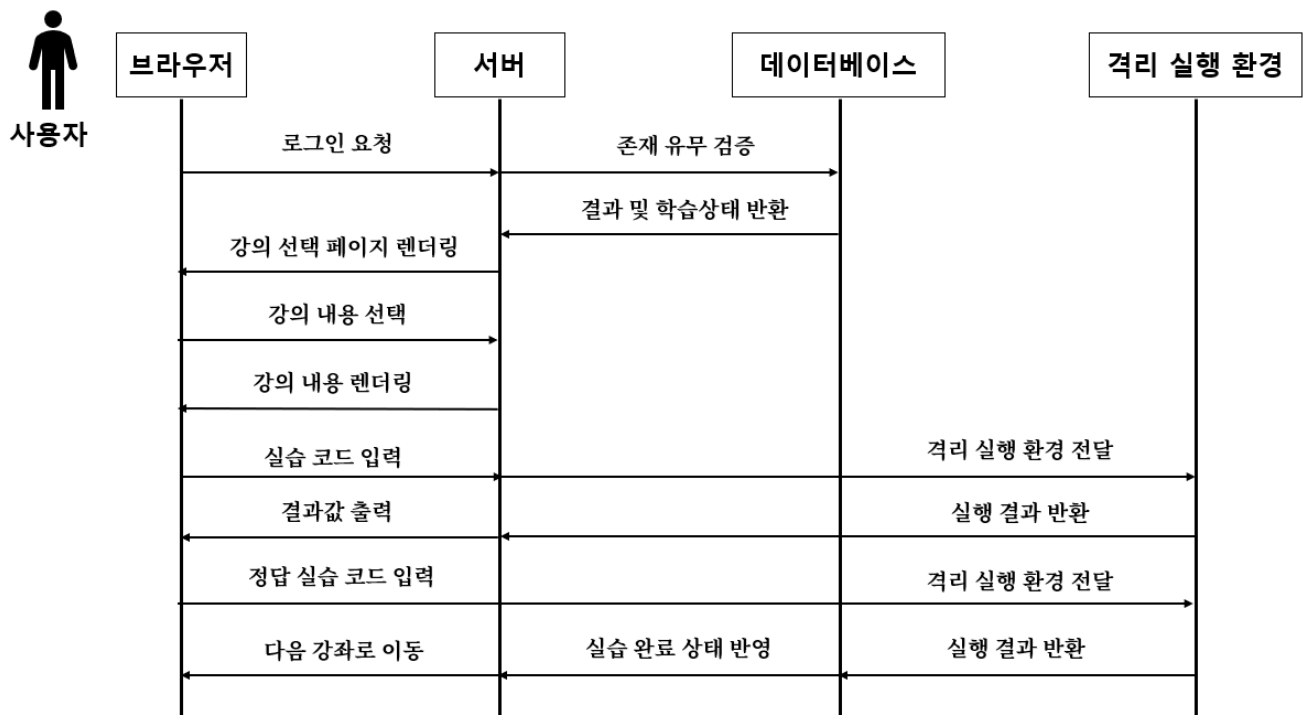 브라우저
서버
데이터베이스
격리 실행 환경
사용자
로그인 요청
존재 유무 검증
결과 및 학습상태 반환
강의 선택 페이지 렌더링
강의 내용 선택
강의 내용 렌더링
실습 코드 입력
격리 실행 환경 전달
결과값 출력
실행 결과 반환
정답 실습 코드 입력
격리 실행 환경 전달
다음 강좌로 이동
실습 완료 상태 반영
실행 결과 반환